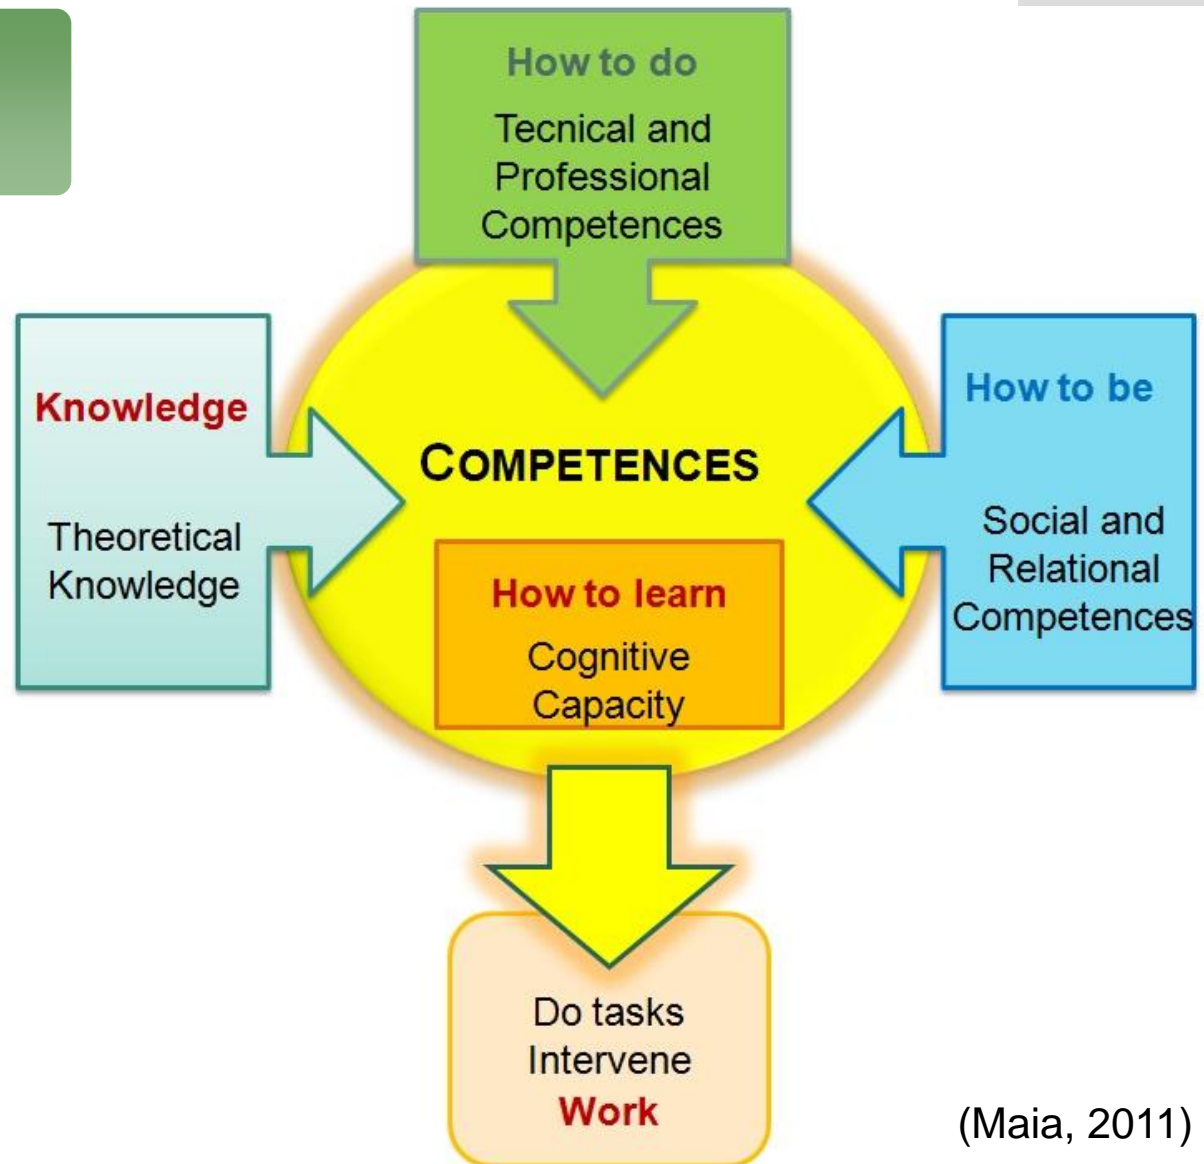 How to do
Tecnical and
Professional
Competences
Knowledge
Theoretical
Knowledge
COMPETENCES
How to be
Social and
Relational
Competences
How to learn
Cognitive
Capacity
Do tasks
Intervene
Work
(Maia, 2011)